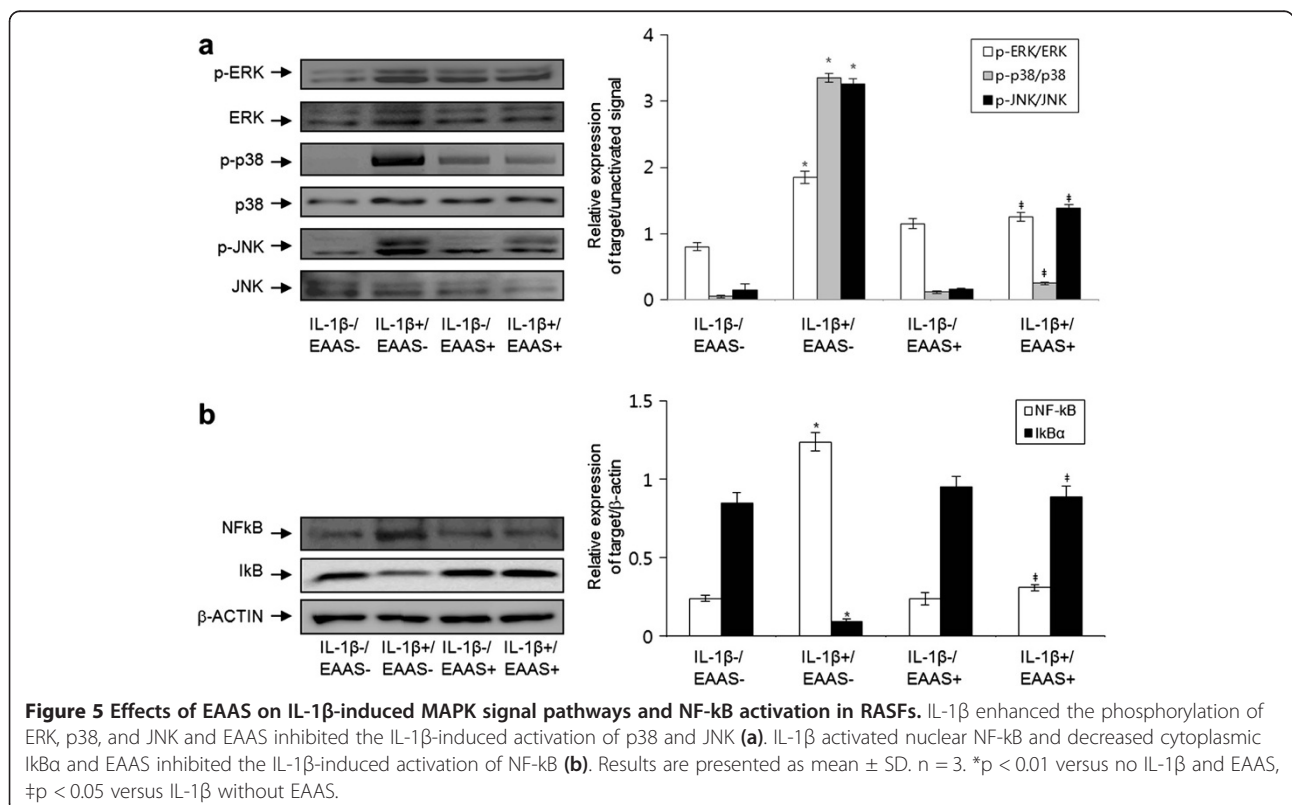 a
p-ERK
ERK
p-p38
p38
p-JNK
JNK
IL-1β-/ IL-1β+/ IL-1β-/ IL-1β+/
EAAS- EAAS- EAAS+ EAAS+
Relative expression
of target/unactivated signal
4
3
2
1
0
* * *
‡ ‡ ‡
p-ERK/ERK
p-p38/p38
p-JNK/JNK
IL-1β-/ IL-1β+/ IL-1β-/ IL-1β+/
EAAS- EAAS- EAAS+ EAAS+
b
NFkB
IkB
β-ACTIN
IL-1β-/ IL-1β+/ IL-1β-/ IL-1β+/
EAAS- EAAS- EAAS+ EAAS+
Relative expression
of target/β-actin
1.5
1
0.5
0
* *
‡ ‡
NF-kB
IkBα
IL-1β-/ IL-1β+/ IL-1β-/ IL-1β+/
EAAS- EAAS- EAAS+ EAAS+
Figure 5 Effects of EAAS on IL-1β-induced MAPK signal pathways and NF-kB activation in RASFs. IL-1β enhanced the phosphorylation of
ERK, p38, and JNK and EAAS inhibited the IL-1β-induced activation of p38 and JNK (a). IL-1β activated nuclear NF-kB and decreased cytoplasmic
IkBα and EAAS inhibited the IL-1β-induced activation of NF-kB (b). Results are presented as mean ± SD. n = 3. *p < 0.01 versus no IL-1β and EAAS,
‡p < 0.05 versus IL-1β without EAAS.